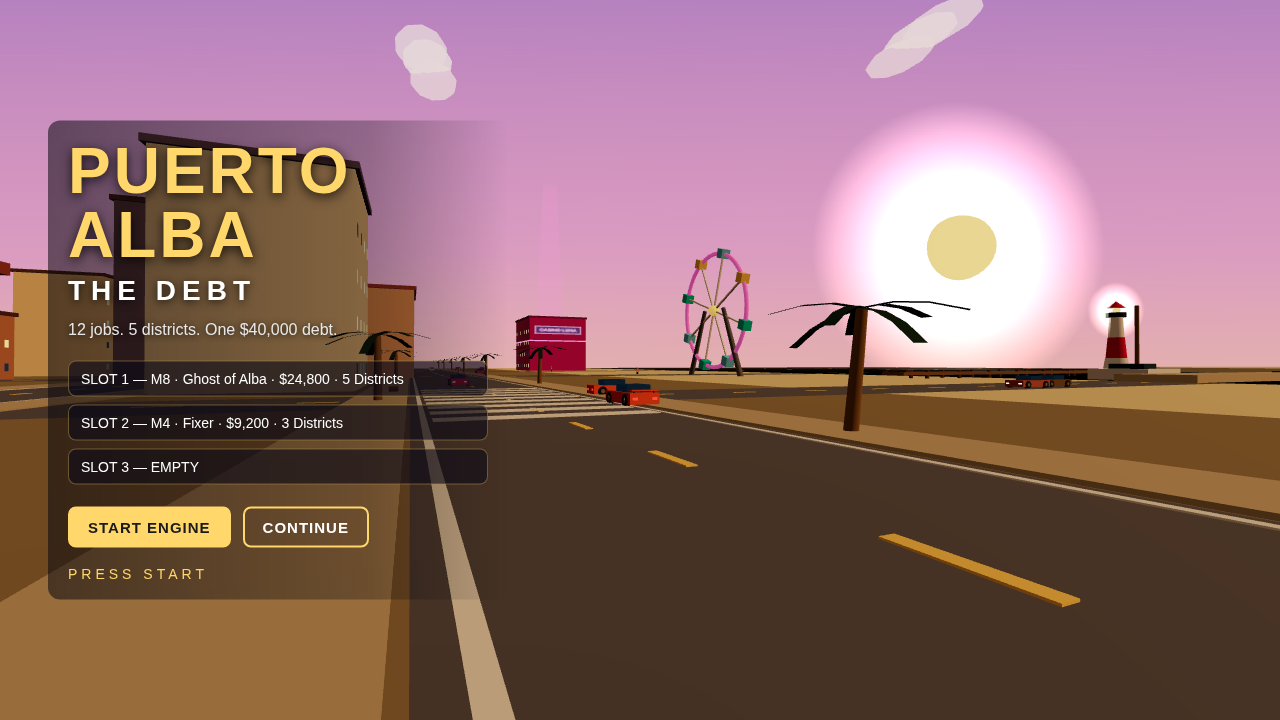 PUERTO
ALBA
THE DEBT
12 jobs. 5 districts. One $40,000 debt.
SLOT 1 — M8 · Ghost of Alba · $24,800 · 5 Districts
SLOT 2 — M4 · Fixer · $9,200 · 3 Districts
SLOT 3 — EMPTY
START ENGINE
CONTINUE
PRESS START